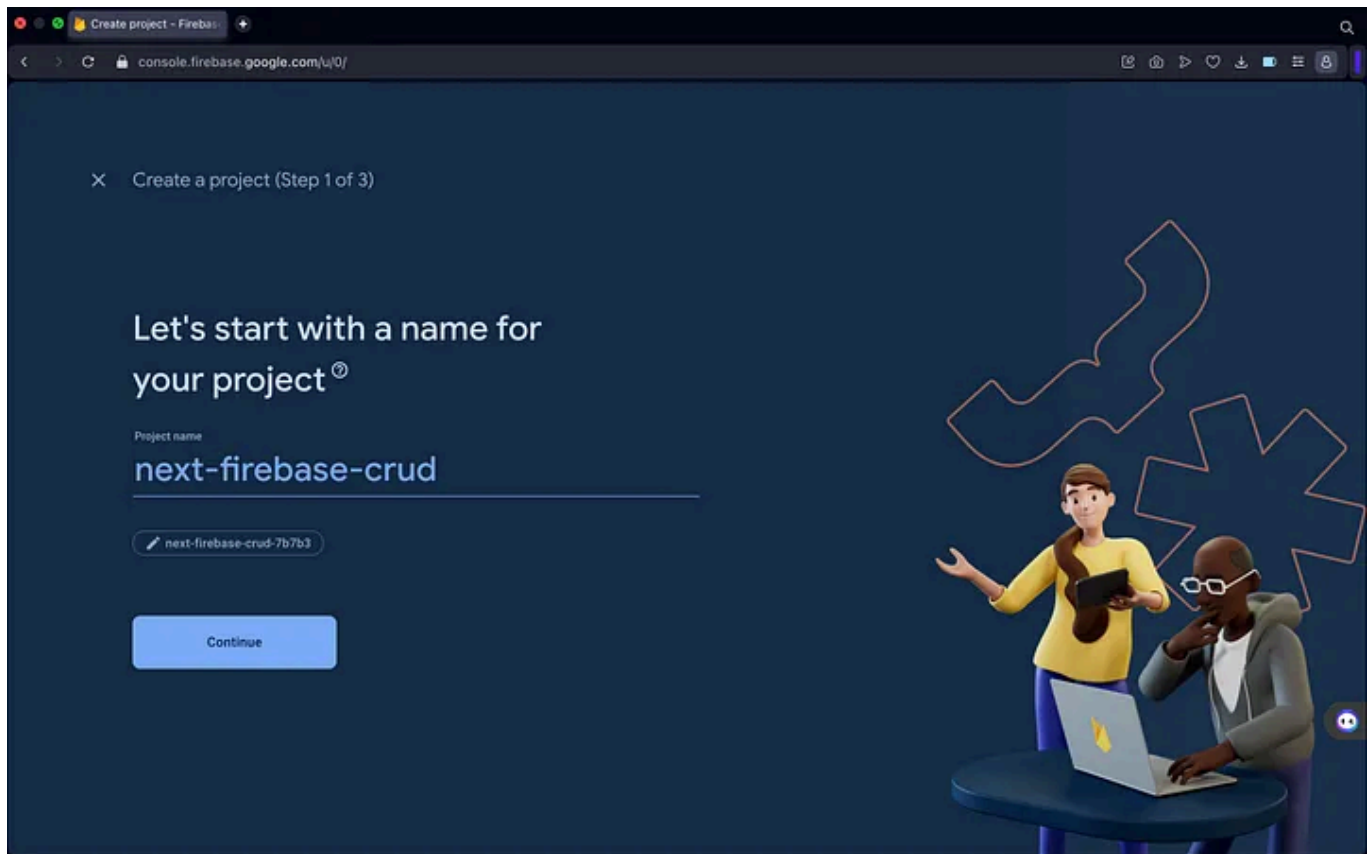 Create project - Firebas
console.firebase.google.com/u/0/
Create a project (Step 1 of 3)
Let's start with a name for
your project
Project name
next-firebase-crud
next-firebase-crud-7b7b3
Continue